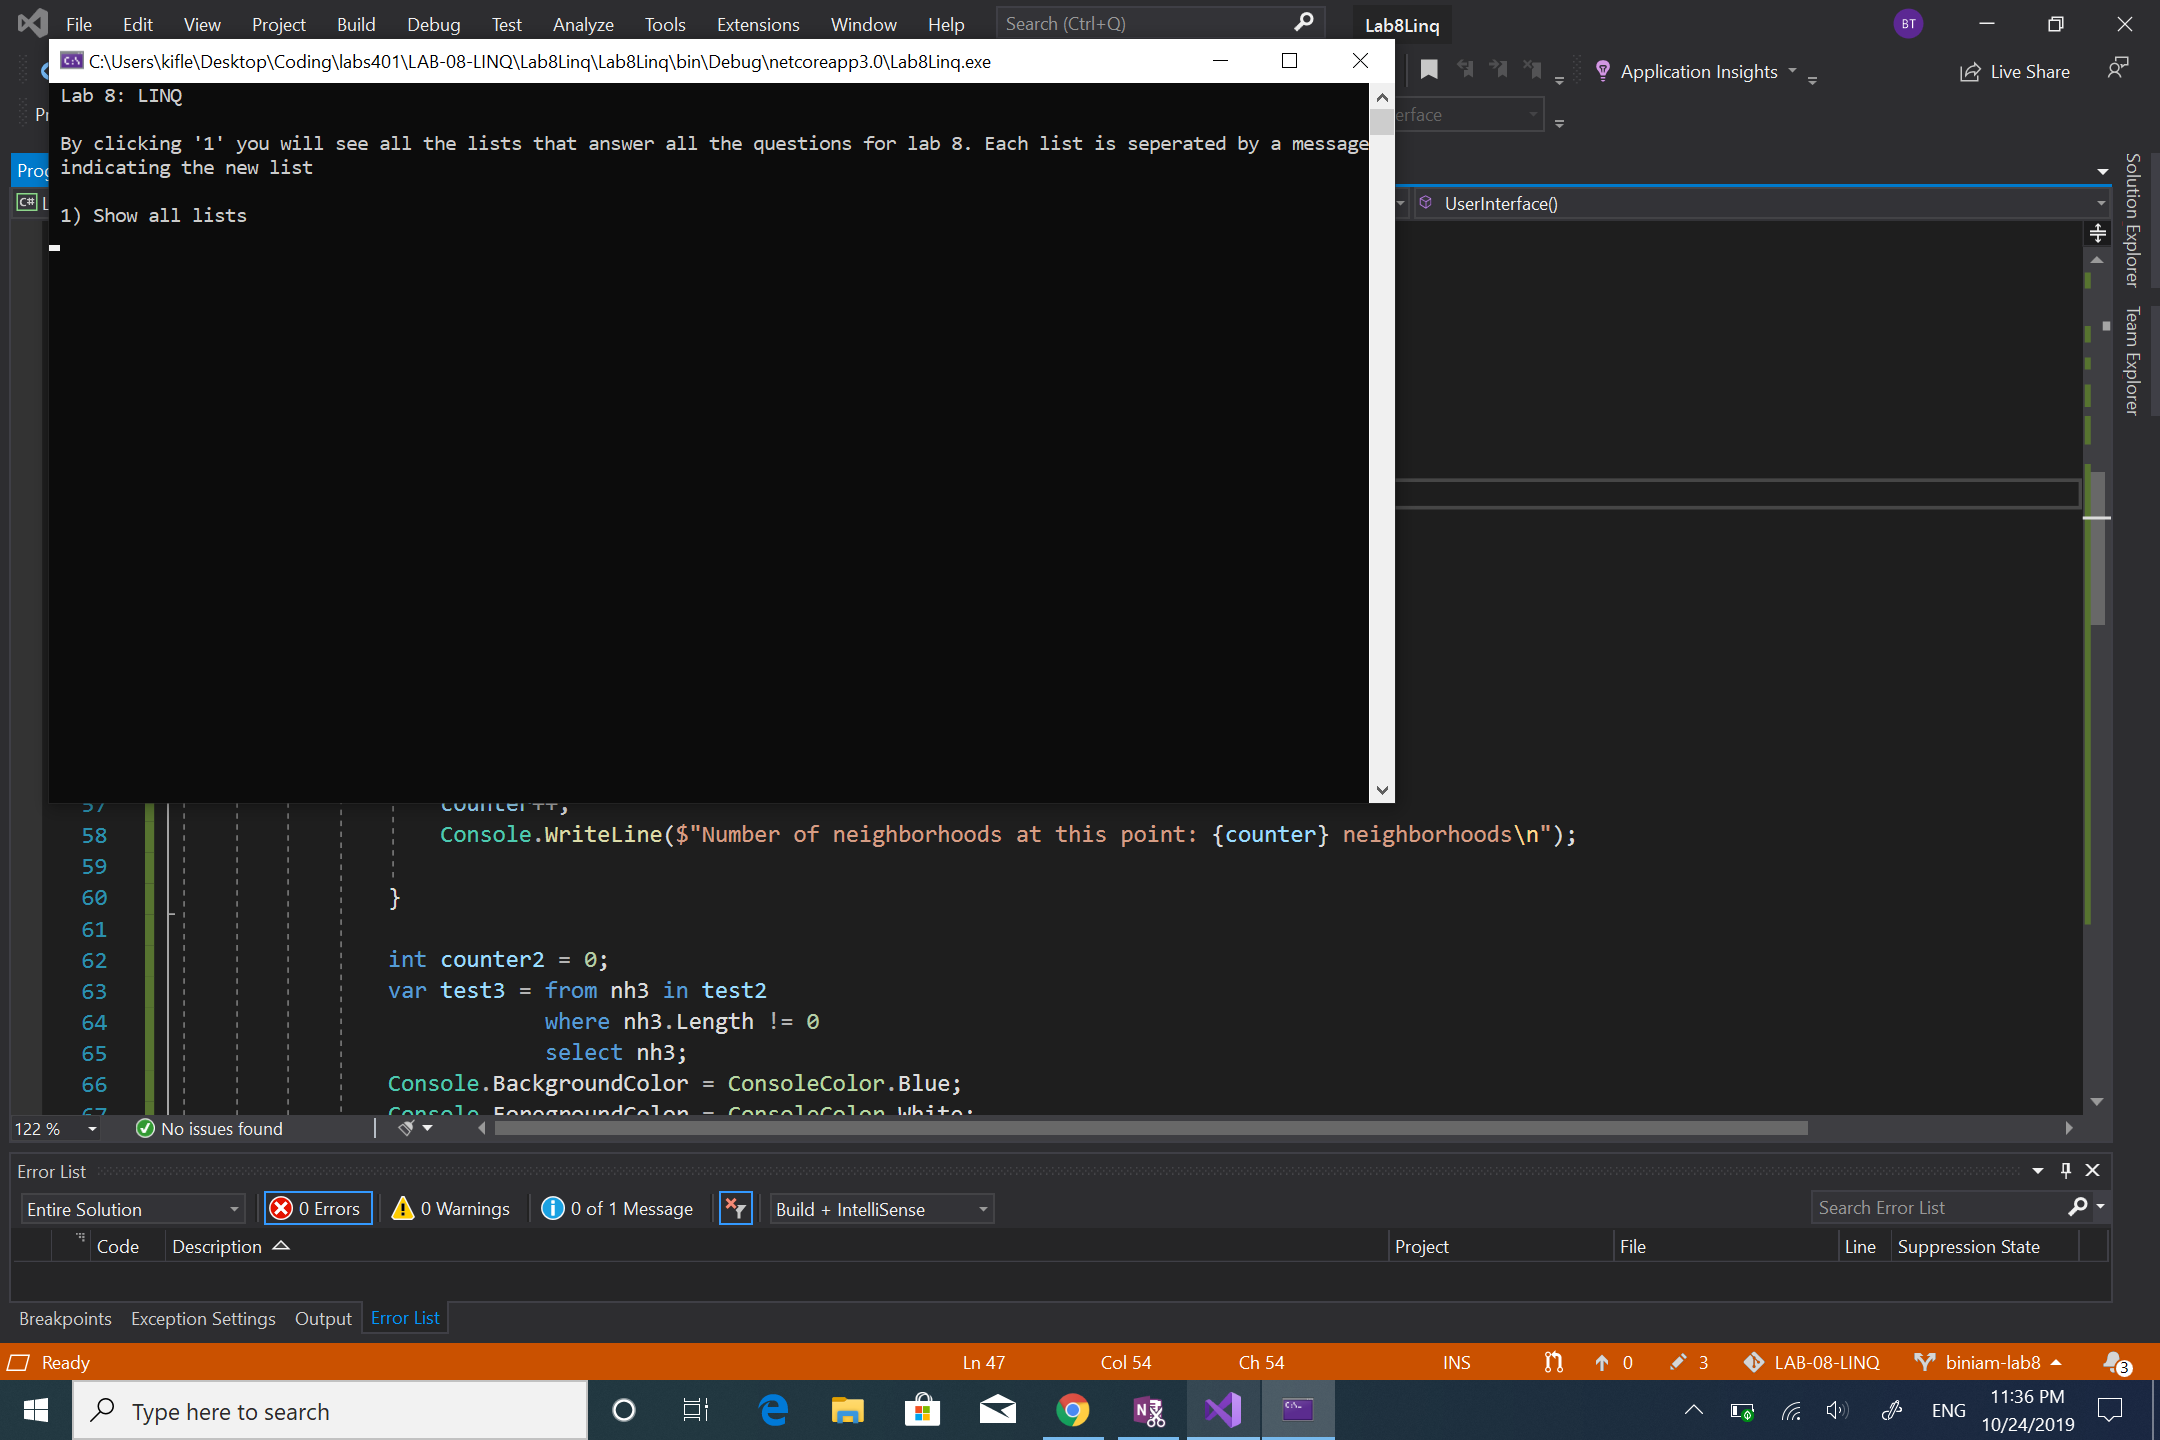 File Edit View Project Build Debug Test Analyze Tools Extensions Window Help Search (Ctrl+Q) Lab8Linq BT
C:\Users\kifle\Desktop\Coding\labs401\LAB-08-LINQ\Lab8Linq\Lab8Linq\bin\Debug\netcoreapp3.0\Lab8Linq.exe
Application Insights Live Share
Lab 8: LINQ
By clicking '1' you will see all the lists that answer all the questions for lab 8. Each list is seperated by a message
indicating the new list
1) Show all lists
UserInterface()
Solution Explorer
Team Explorer
57 counter++;
58 Console.WriteLine($"Number of neighborhoods at this point: {counter} neighborhoods\n");
59
60 }
61
62 int counter2 = 0;
63 var test3 = from nh3 in test2
64 where nh3.Length != 0
65 select nh3;
66 Console.BackgroundColor = ConsoleColor.Blue;
67 Console.ForegroundColor = ConsoleColor.White;
122 % No issues found
Error List
Entire Solution 0 Errors 0 Warnings 0 of 1 Message Build + IntelliSense Search Error List
Code Description Project File Line Suppression State
Breakpoints Exception Settings Output Error List
Ready Ln 47 Col 54 Ch 54 INS 0 3 LAB-08-LINQ biniam-lab8 3
Type here to search ENG 11:36 PM
10/24/2019